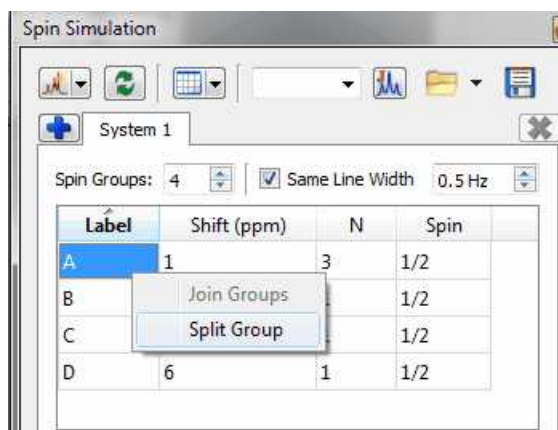 Spin Simulation
System 1
Spin Groups: 4 Same Line Width 0.5 Hz
Label Shift (ppm) N Spin
A 1 3 1/2
B 1/2
C 1/2
D 6 1 1/2
Join Groups
Split Group